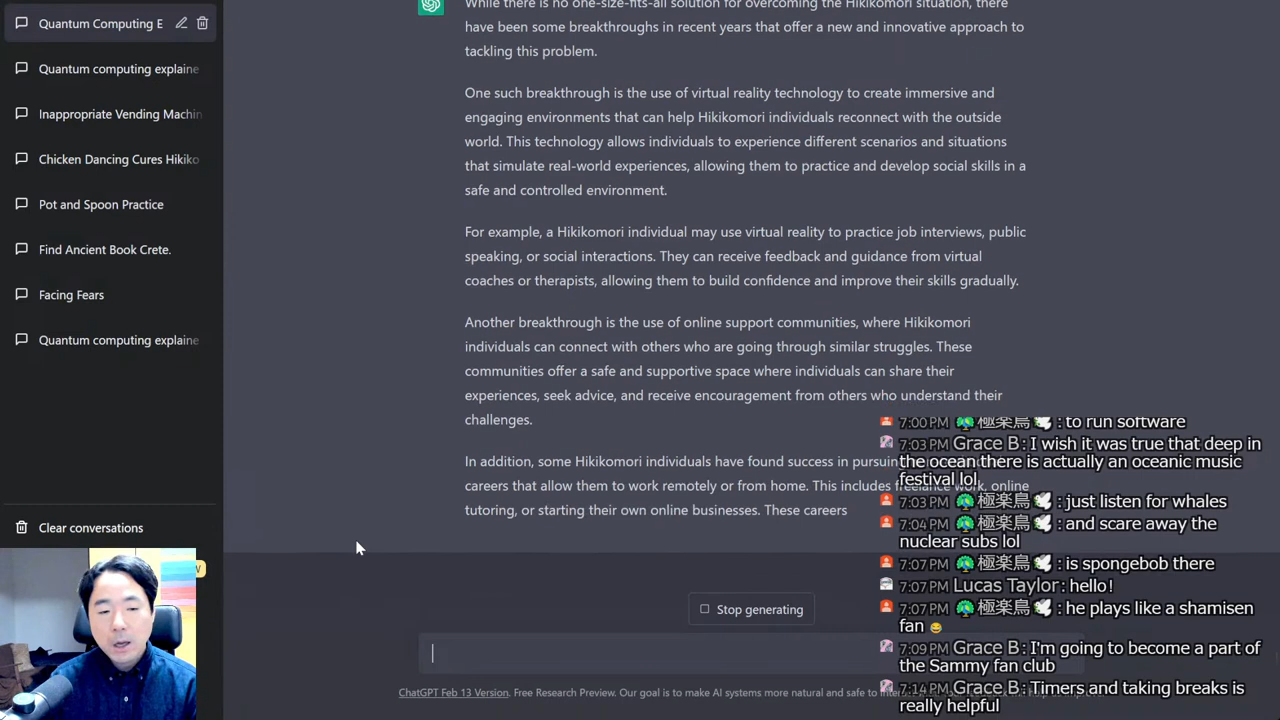 Quantum Computing E
Quantum computing explaine
Inappropriate Vending Machin
Chicken Dancing Cures Hikiko
Pot and Spoon Practice
Find Ancient Book Crete.
Facing Fears
Quantum computing explaine
Clear conversations
While there is no one-size-fits-all solution for overcoming the Hikikomori situation, there
have been some breakthroughs in recent years that offer a new and innovative approach to
tackling this problem.
One such breakthrough is the use of virtual reality technology to create immersive and
engaging environments that can help Hikikomori individuals reconnect with the outside
world. This technology allows individuals to experience different scenarios and situations
that simulate real-world experiences, allowing them to practice and develop social skills in a
safe and controlled environment.
For example, a Hikikomori individual may use virtual reality to practice job interviews, public
speaking, or social interactions. They can receive feedback and guidance from virtual
coaches or therapists, allowing them to build confidence and improve their skills gradually.
Another breakthrough is the use of online support communities, where Hikikomori
individuals can connect with others who are going through similar struggles. These
communities offer a safe and supportive space where individuals can share their
experiences, seek advice, and receive encouragement from others who understand their
challenges.
In addition, some Hikikomori individuals have found success in pursuin
careers that allow them to work remotely or from home. This includes freelance work, online
tutoring, or starting their own online businesses. These careers
Stop generating
ChatGPT Feb 13 Version. Free Research Preview. Our goal is to make AI systems more natural and safe to
7:00 PM 極楽鳥 : to run software
7:03 PM Grace B : I wish it was true that deep in
the ocean there is actually an oceanic music
festival lol
7:03 PM 極楽鳥 : just listen for whales
7:04 PM 極楽鳥 : and scare away the
nuclear subs lol
7:07 PM 極楽鳥 : is spongebob there
7:07 PM Lucas Taylor : hello!
7:07 PM 極楽鳥 : he plays like a shamisen
fan 😂
7:09 PM Grace B : I'm going to become a part of
the Sammy fan club
7:14 PM Grace B : Timers and taking breaks is
really helpful